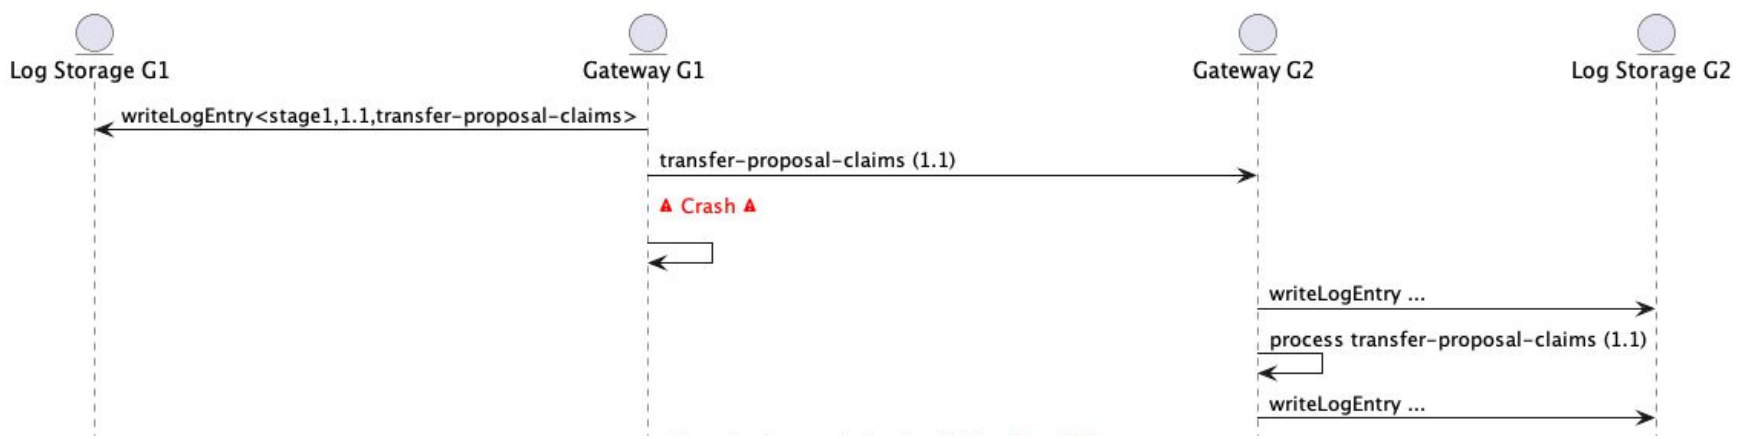 Log Storage G1
Gateway G1
Gateway G2
Log Storage G2
writeLogEntry<stage1,1.1,transfer-proposal-claims>
transfer-proposal-claims (1.1)
⚠ Crash ⚠
writeLogEntry ...
process transfer-proposal-claims (1.1)
writeLogEntry ...